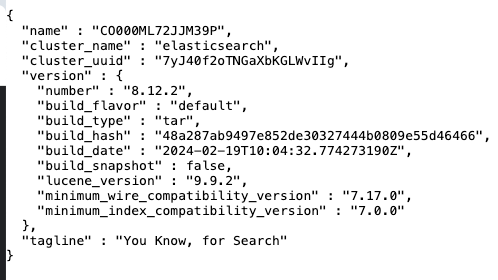 {
"name" : "CO000ML72JJM39P",
"cluster_name" : "elasticsearch",
"cluster_uuid" : "7yJ40f2oTNGaXbKGLWvIIg",
"version" : {
"number" : "8.12.2",
"build_flavor" : "default",
"build_type" : "tar",
"build_hash" : "48a287ab9497e852de30327444b0809e55d46466",
"build_date" : "2024-02-19T10:04:32.774273190Z",
"build_snapshot" : false,
"lucene_version" : "9.9.2",
"minimum_wire_compatibility_version" : "7.17.0",
"minimum_index_compatibility_version" : "7.0.0"
},
"tagline" : "You Know, for Search"
}